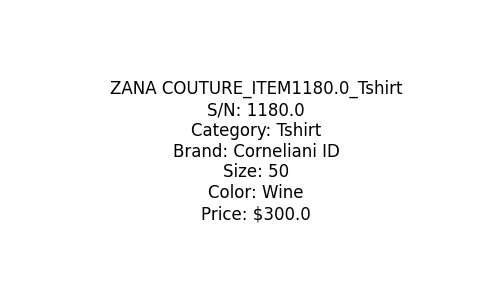 ZANA COUTURE_ITEM1180.0_Tshirt
S/N: 1180.0
Category: Tshirt
Brand: Corneliani ID
Size: 50
Color: Wine
Price: $300.0